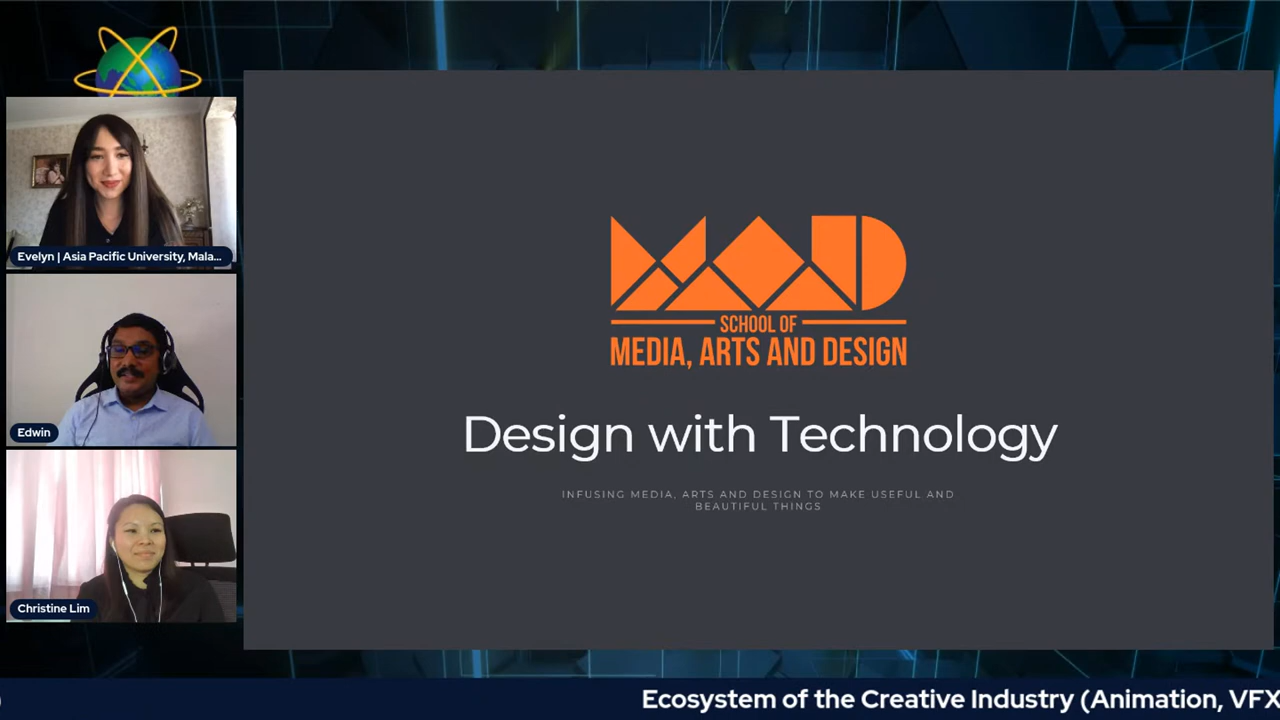 Evelyn | Asia Pacific University, Mala...
Edwin
Christine Lim
MAD
SCHOOL OF
MEDIA, ARTS AND DESIGN
Design with Technology
INFUSING MEDIA, ARTS AND DESIGN TO MAKE USEFUL AND
BEAUTIFUL THINGS
Ecosystem of the Creative Industry (Animation, VFX